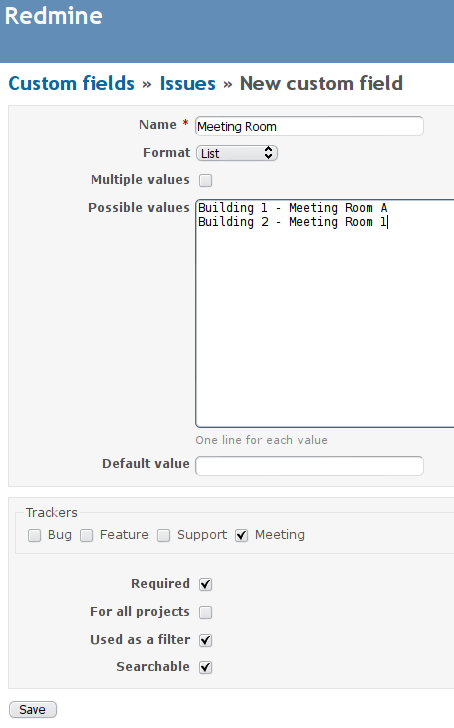 Redmine
Custom fields » Issues » New custom field
Name * Meeting Room
Format List
Multiple values
Possible values Building 1 - Meeting Room A
Building 2 - Meeting Room 1
One line for each value
Default value
Trackers
Bug Feature Support Meeting
Required
For all projects
Used as a filter
Searchable
Save